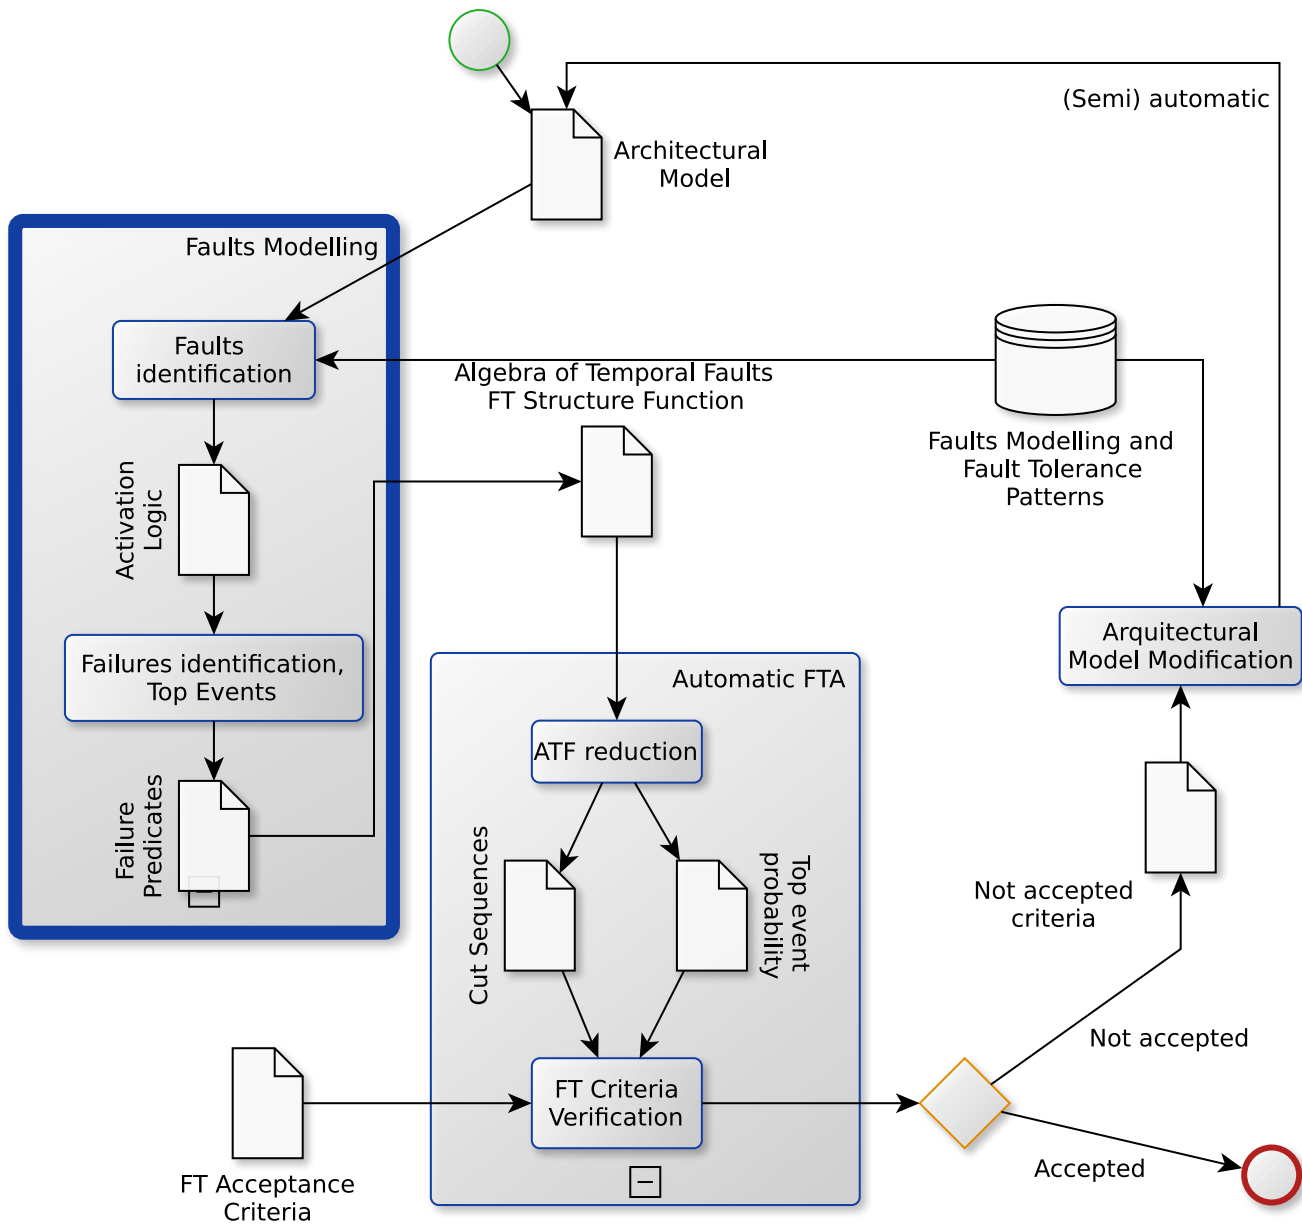 (Semi) automatic
Architectural
Model
Faults Modelling
Faults
identification
Algebra of Temporal Faults
FT Structure Function
Faults Modelling and
Fault Tolerance
Patterns
Activation
Logic
Failures identification,
Top Events
Arquitectural
Model Modification
Automatic FTA
ATF reduction
Failure
Predicates
Cut Sequences
Top event
probability
Not accepted
criteria
Not accepted
FT Criteria
Verification
Accepted
FT Acceptance
Criteria